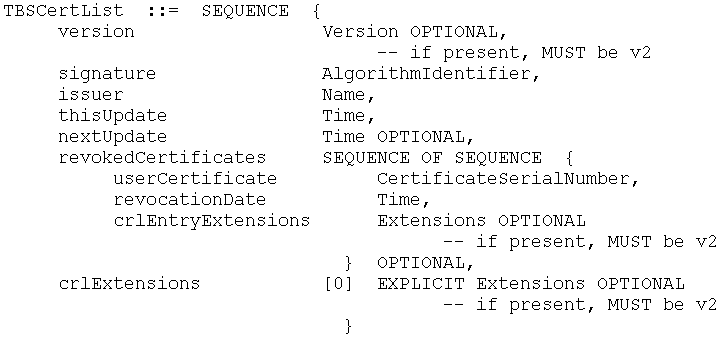 TBSCertList ::= SEQUENCE {
version Version OPTIONAL,
-- if present, MUST be v2
signature AlgorithmIdentifier,
issuer Name,
thisUpdate Time,
nextUpdate Time OPTIONAL,
revokedCertificates SEQUENCE OF SEQUENCE {
userCertificate CertificateSerialNumber,
revocationDate Time,
crlEntryExtensions Extensions OPTIONAL
-- if present, MUST be v2
} OPTIONAL,
crlExtensions [0] EXPLICIT Extensions OPTIONAL
-- if present, MUST be v2
}